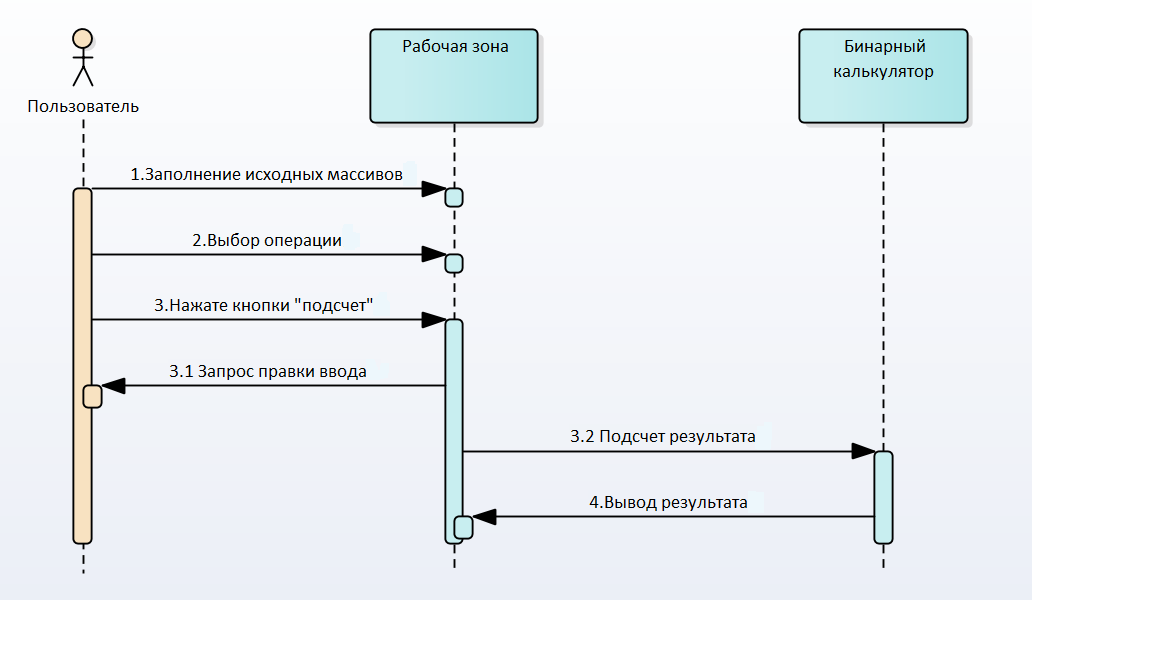 Рабочая зона
Бинарный
калькулятор
Пользователь
1.Заполнение исходных массивов
2.Выбор операции
3.Нажате кнопки "подсчет"
3.1 Запрос правки ввода
3.2 Подсчет результата
4.Вывод результата